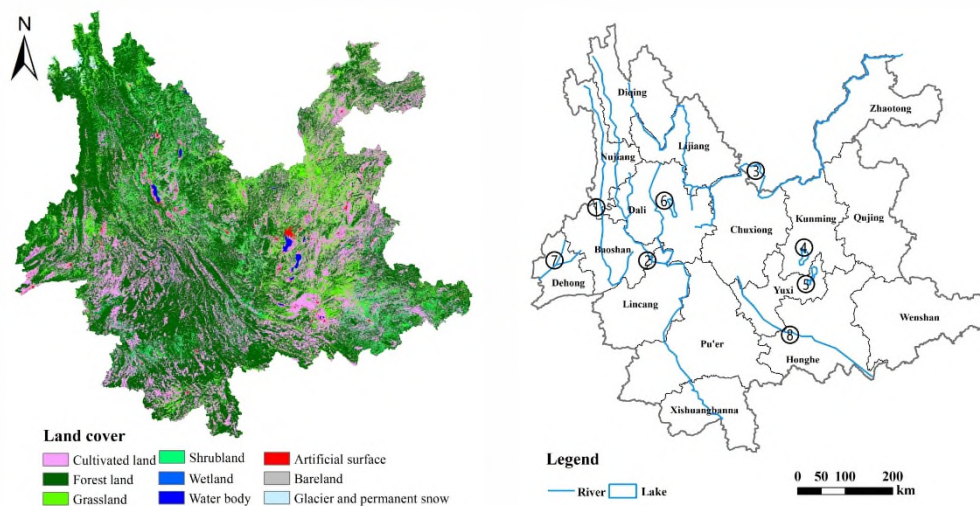 N
Land cover
Cultivated land
Shrubland
Artificial surface
Forest land
Wetland
Bareland
Grassland
Water body
Glacier and permanent snow
Diqing
Zhaotong
Lijiang
Nujiang
③
①
⑥
Dali
Kunming
Qujing
Chuxiong
④
Baoshan
⑦
②
Dehong
⑤
Yuxi
Lincang
Wenshan
⑧
Pu'er
Honghe
Xishuangbanna
Legend
River
Lake
0 50 100 200
km